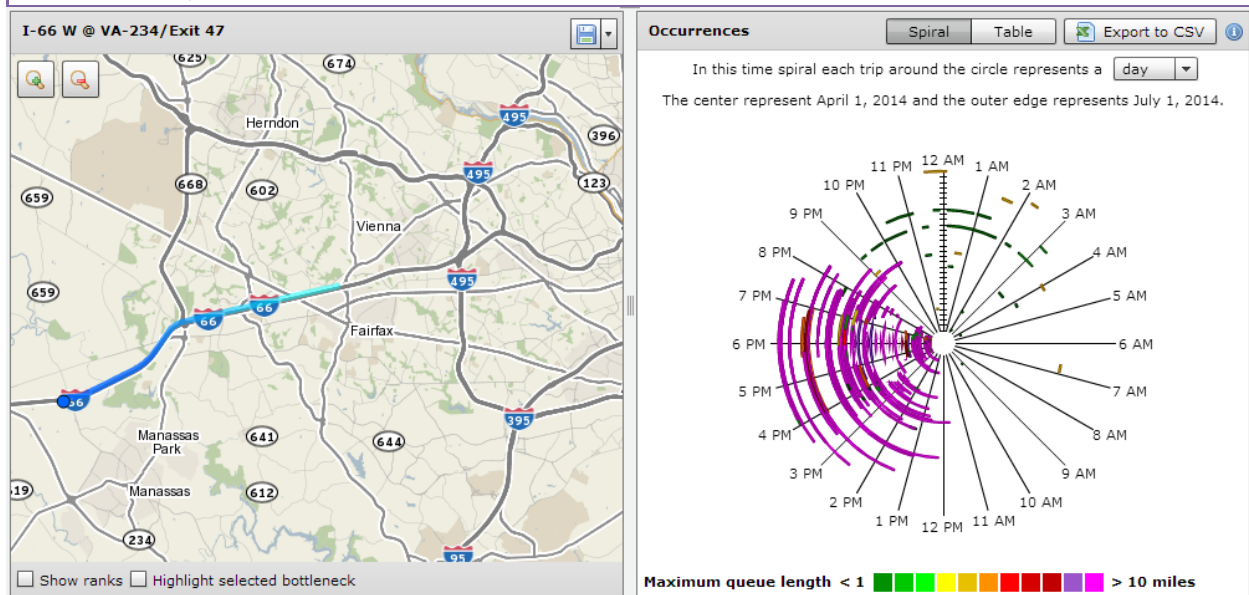 I-66 W @ VA-234/Exit 47
625
674
Herndon
495
396
668
602
495
123
659
Vienna
659
66
66
495
Fairfax
66
395
Manassas
Park
641
644
Manassas
612
234
95
Show ranks
Highlight selected bottleneck
Occurrences
Spiral
Table
Export to CSV
In this time spiral each trip around the circle represents a day
The center represent April 1, 2014 and the outer edge represents July 1, 2014.
12 AM
1 AM
2 AM
3 AM
4 AM
5 AM
6 AM
7 AM
8 AM
9 AM
10 AM
11 AM
12 PM
1 PM
2 PM
3 PM
4 PM
5 PM
6 PM
7 PM
8 PM
9 PM
10 PM
11 PM
Maximum queue length < 1
> 10 miles